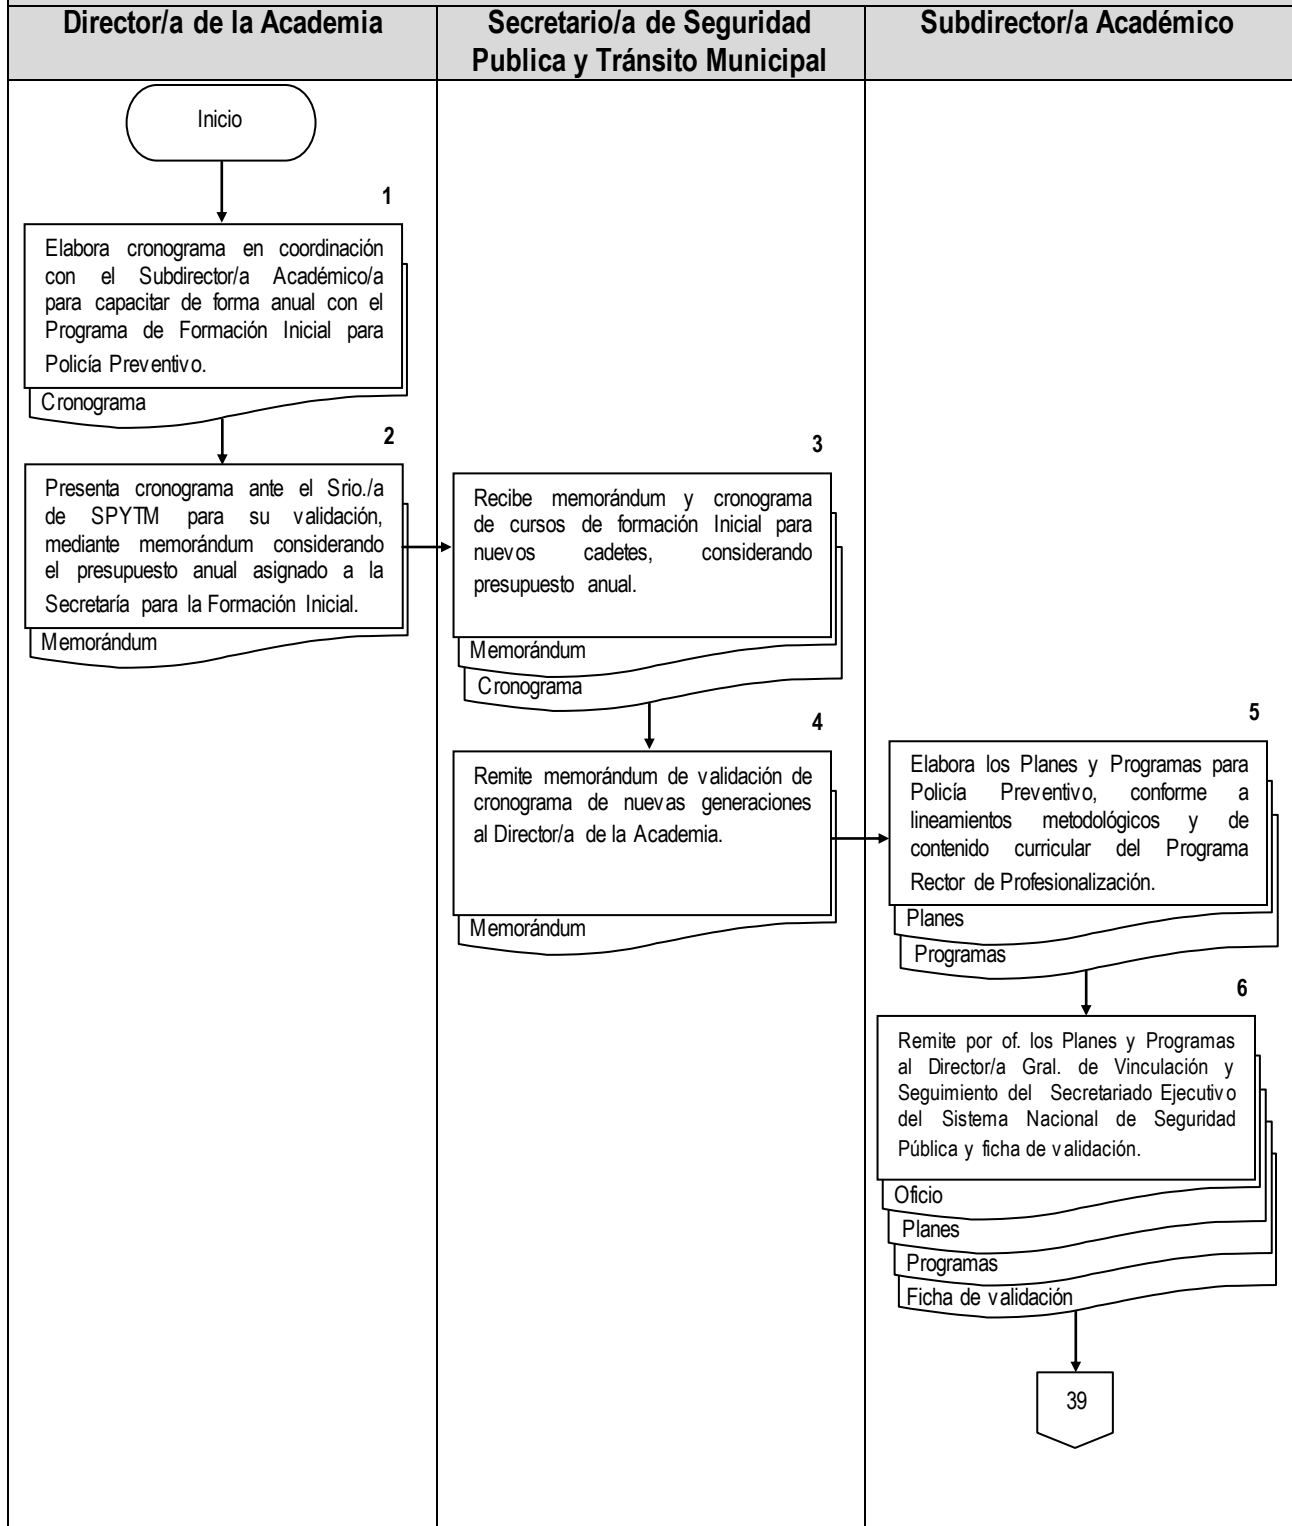 Director/a de la Academia
Secretario/a de Seguridad
Publica y Tránsito Municipal
Subdirector/a Académico
Inicio
1
Elabora cronograma en coordinación
con el Subdirector/a Académico/a
para capacitar de forma anual con el
Programa de Formación Inicial para
Policía Preventivo.
Cronograma
2
Presenta cronograma ante el Srio./a
de SPYTM para su validación,
mediante memorándum considerando
el presupuesto anual asignado a la
Secretaría para la Formación Inicial.
Memorándum
3
Recibe memorándum y cronograma
de cursos de formación Inicial para
nuevos cadetes, considerando
presupuesto anual.
Memorándum
Cronograma
4
Remite memorándum de validación de
cronograma de nuevas generaciones
al Director/a de la Academia.
Memorándum
5
Elabora los Planes y Programas para
Policía Preventivo, conforme a
lineamientos metodológicos y de
contenido curricular del Programa
Rector de Profesionalización.
Planes
Programas
6
Remite por of. los Planes y Programas
al Director/a Gral. de Vinculación y
Seguimiento del Secretariado Ejecutivo
del Sistema Nacional de Seguridad
Pública y ficha de validación.
Oficio
Planes
Programas
Ficha de validación
39